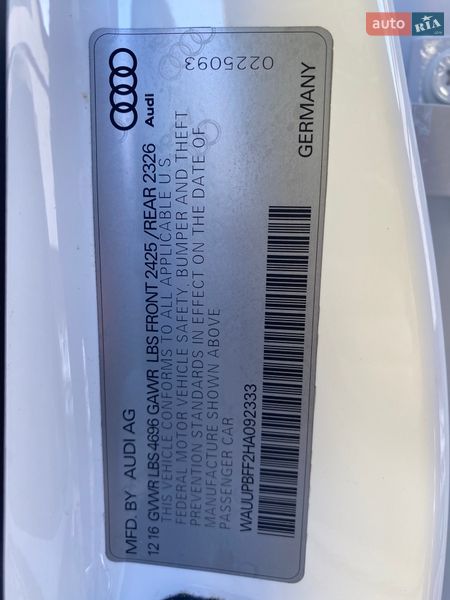 auto RIA
Audi
0225093
MFD. BY AUDI AG
GERMANY
12 16 GVWR LBS 4696 GAWR LBS FRONT 2425 / REAR 2326
THIS VEHICLE CONFORMS TO ALL APPLICABLE U.S.
FEDERAL MOTOR VEHICLE SAFETY, BUMPER AND THEFT
PREVENTION STANDARDS IN EFFECT ON THE DATE OF
MANUFACTURE SHOWN ABOVE
PASSENGER CAR
WAUUPBFF2HA092333